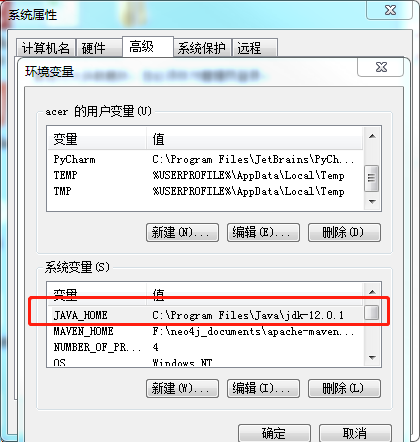 系统属性
计算机名 硬件 高级 系统保护 远程
环境变量
acer 的用户变量(U)
变量 值
PyCharm C:\Program Files\JetBrains\PyCh...
TEMP %USERPROFILE%\AppData\Local\Temp
TMP %USERPROFILE%\AppData\Local\Temp
新建(N)... 编辑(E)... 删除(D)
系统变量(S)
变量 值
JAVA_HOME C:\Program Files\Java\jdk-12.0.1
MAVEN_HOME F:\neo4j_documents\apache-maven...
NUMBER_OF_PR... 4
OS Windows_NT
新建(W)... 编辑(I)... 删除(L)
确定 取消